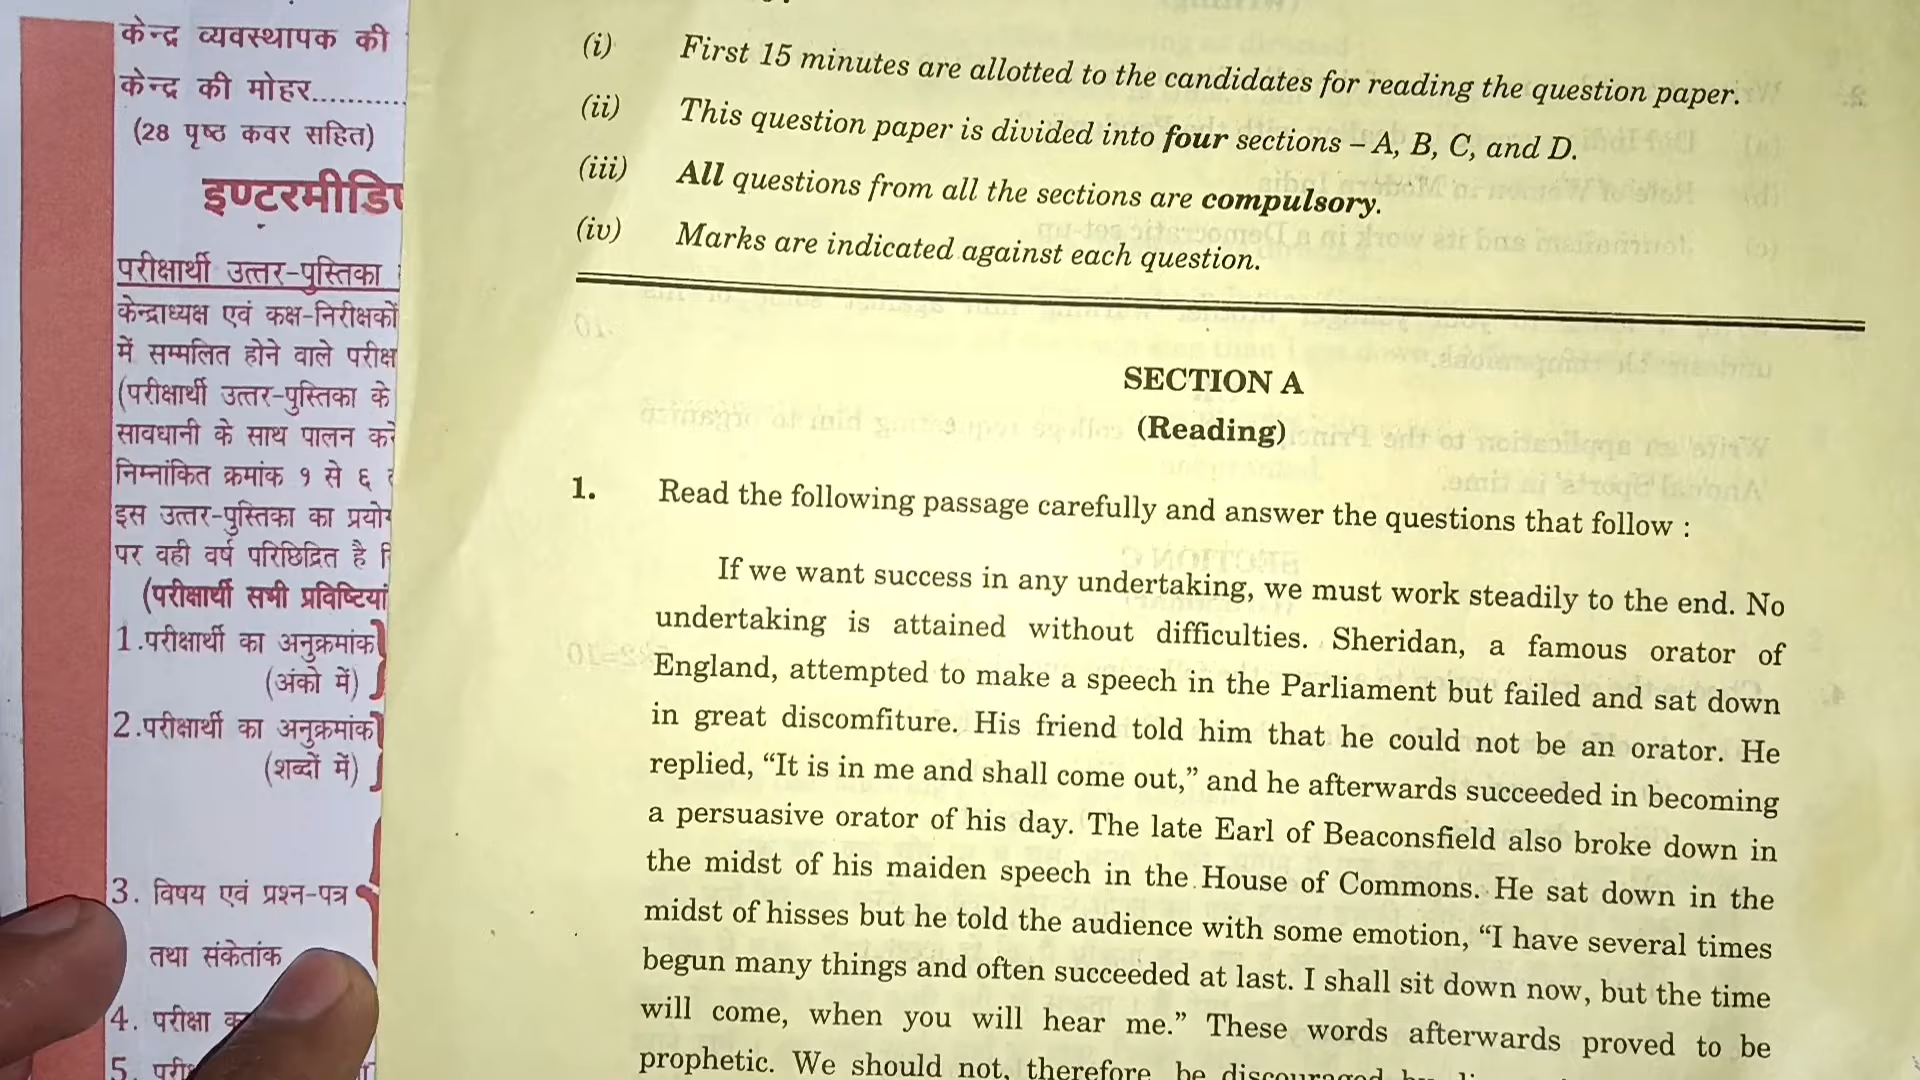 केन्द्र व्यवस्थापक की
केन्द्र की मोहर............
(28 पृष्ठ कवर सहित)
परीक्षार्थी उत्तर-पुस्तिका
केन्द्राध्यक्ष एवं कक्ष-निरीक्षकों
में सम्मलित होने वाले
(परीक्षार्थी उत्तर-पुस्तिका के
सावधानी के साथ पालन
निम्नांकित क्रमांक १ से ६
इस उत्तर-पुस्तिका का
पर वही वर्ष परिछिद्रित है
(परीक्षार्थी सभी प्रविष्टियां
1.परीक्षार्थी का अनुक्रमांक
(अंको में)
2.परीक्षार्थी का अनुक्रमांक
(शब्दों में)
3. विषय एवं प्रश्न-पत्र
तथा संकेतांक
4. परीक्षा
5.
(i) First 15 minutes are allotted to the candidates for reading the question paper.
(ii) This question paper is divided into four sections – A, B, C, and D.
(iii) All questions from all the sections are compulsory.
(iv) Marks are indicated against each question.
SECTION A
(Reading)
1. Read the following passage carefully and answer the questions that follow :
If we want success in any undertaking, we must work steadily to the end. No
undertaking is attained without difficulties. Sheridan, a famous orator of
England, attempted to make a speech in the Parliament but failed and sat down
in great discomfiture. His friend told him that he could not be an orator. He
replied, “It is in me and shall come out,” and he afterwards succeeded in becoming
a persuasive orator of his day. The late Earl of Beaconsfield also broke down in
the midst of his maiden speech in the House of Commons. He sat down in the
midst of hisses but he told the audience with some emotion, “I have several times
begun many things and often succeeded at last. I shall sit down now, but the time
will come, when you will hear me.” These words afterwards proved to be
prophetic. We should not, therefore, be discouraged by